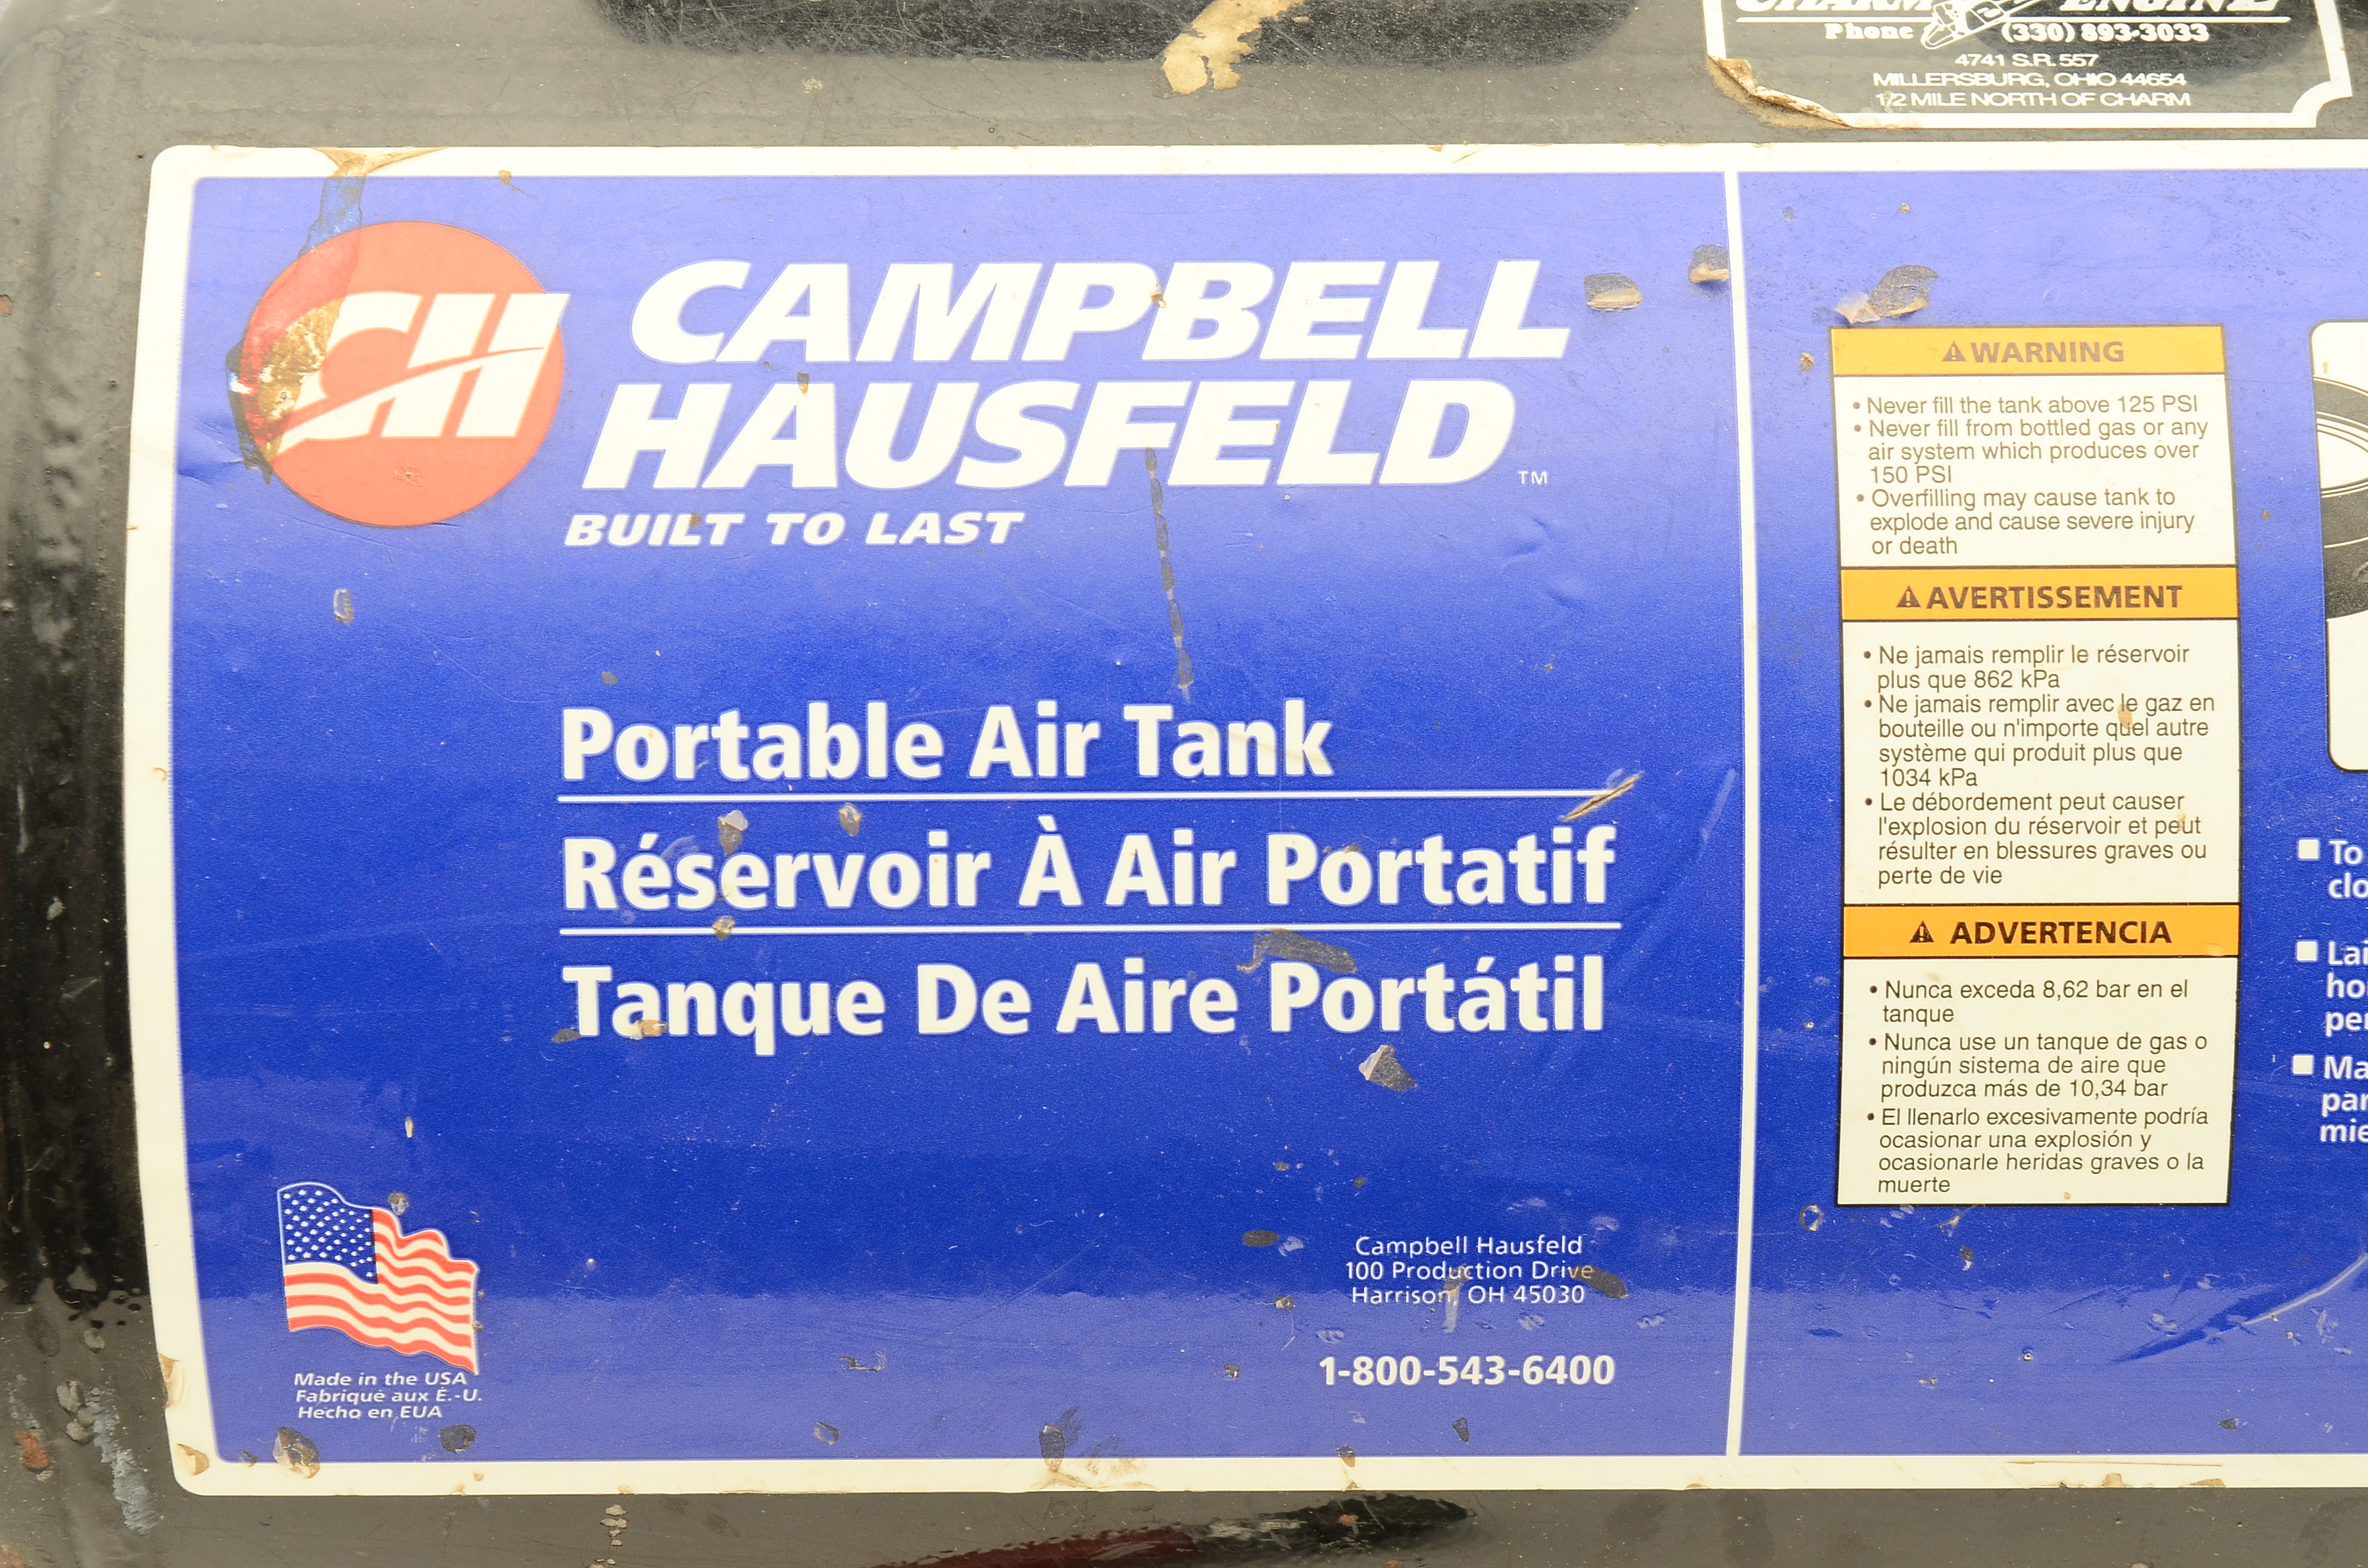 Phone (330) 893-3033
4741 S.R. 557
MILLERSBURG, OHIO 44654
1/2 MILE NORTH OF CHARM
CH
CAMPBELL
HAUSFELD
TM
BUILT TO LAST
Portable Air Tank
Réservoir À Air Portatif
Tanque De Aire Portátil
Made in the USA
Fabriqué aux É.-U.
Hecho en EUA
Campbell Hausfeld
100 Production Drive
Harrison, OH 45030
1-800-543-6400
⚠ WARNING
• Never fill the tank above 125 PSI
• Never fill from bottled gas or any
air system which produces over
150 PSI
• Overfilling may cause tank to
explode and cause severe injury
or death
⚠ AVERTISSEMENT
• Ne jamais remplir le réservoir
plus que 862 kPa
• Ne jamais remplir avec le gaz en
bouteille ou n'importe quel autre
système qui produit plus que
1034 kPa
• Le débordement peut causer
l'explosion du réservoir et peut
résulter en blessures graves ou
perte de vie
⚠ ADVERTENCIA
• Nunca exceda 8,62 bar en el
tanque
• Nunca use un tanque de gas o
ningún sistema de aire que
produzca más de 10,34 bar
• El llenarlo excesivamente podría
ocasionar una explosión y
ocasionarle heridas graves o la
muerte
To